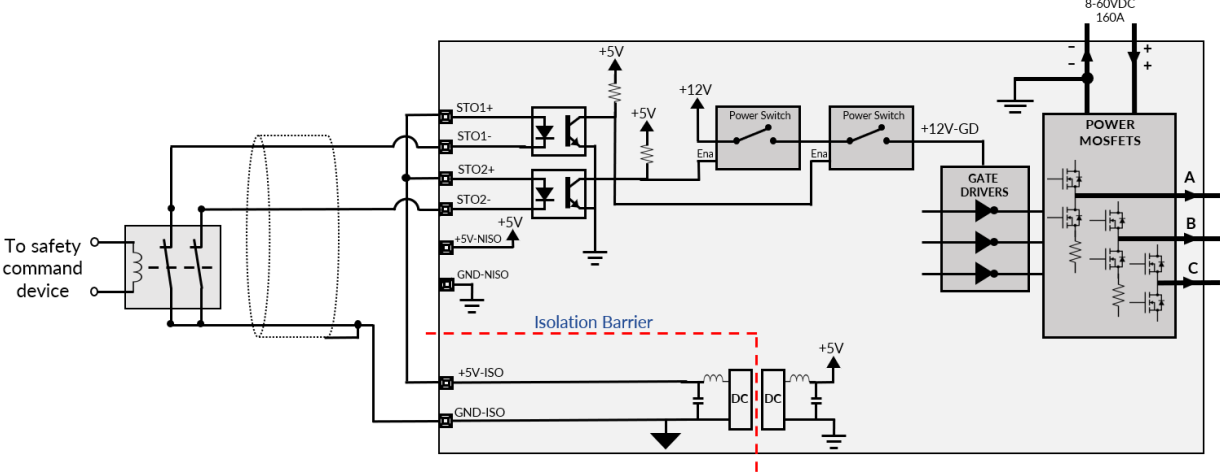 8-60VDC
160A
- +
- +
+5V
STO1+
+5V
+12V
Power Switch
Power Switch
STO1-
+12V-GD
POWER
MOSFETS
Ena
Ena
STO2+
GATE
DRIVERS
A
STO2-
+5V
B
To safety
command
device
+5V-NISO
C
GND-NISO
Isolation Barrier
+5V
+5V-ISO
DC
DC
GND-ISO